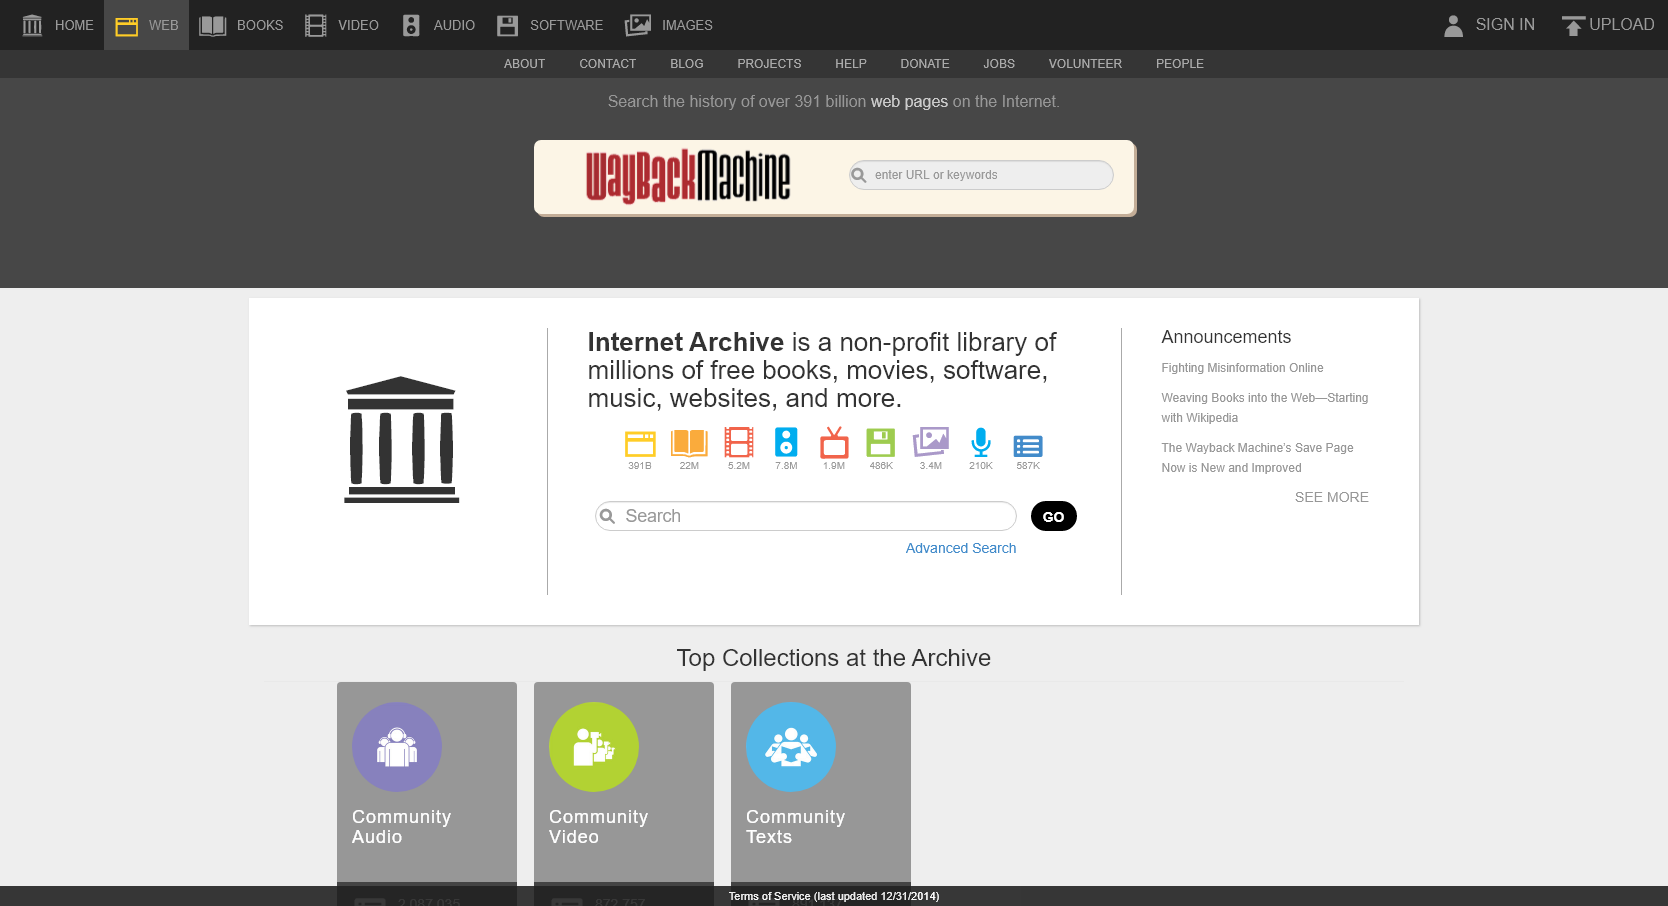 HOME WEB BOOKS VIDEO AUDIO SOFTWARE IMAGES SIGN IN UPLOAD
ABOUT CONTACT BLOG PROJECTS HELP DONATE JOBS VOLUNTEER PEOPLE
Search the history of over 391 billion web pages on the Internet.
WayBackMachine
enter URL or keywords
Internet Archive is a non-profit library of
millions of free books, movies, software,
music, websites, and more.
391B 22M 5.2M 7.8M 1.9M 486K 3.4M 210K 587K
Search
GO
Advanced Search
Announcements
Fighting Misinformation Online
Weaving Books into the Web—Starting
with Wikipedia
The Wayback Machine's Save Page
Now is New and Improved
SEE MORE
Top Collections at the Archive
Community
Audio
Community
Video
Community
Texts
2,087,035
872,757
Terms of Service (last updated 12/31/2014)